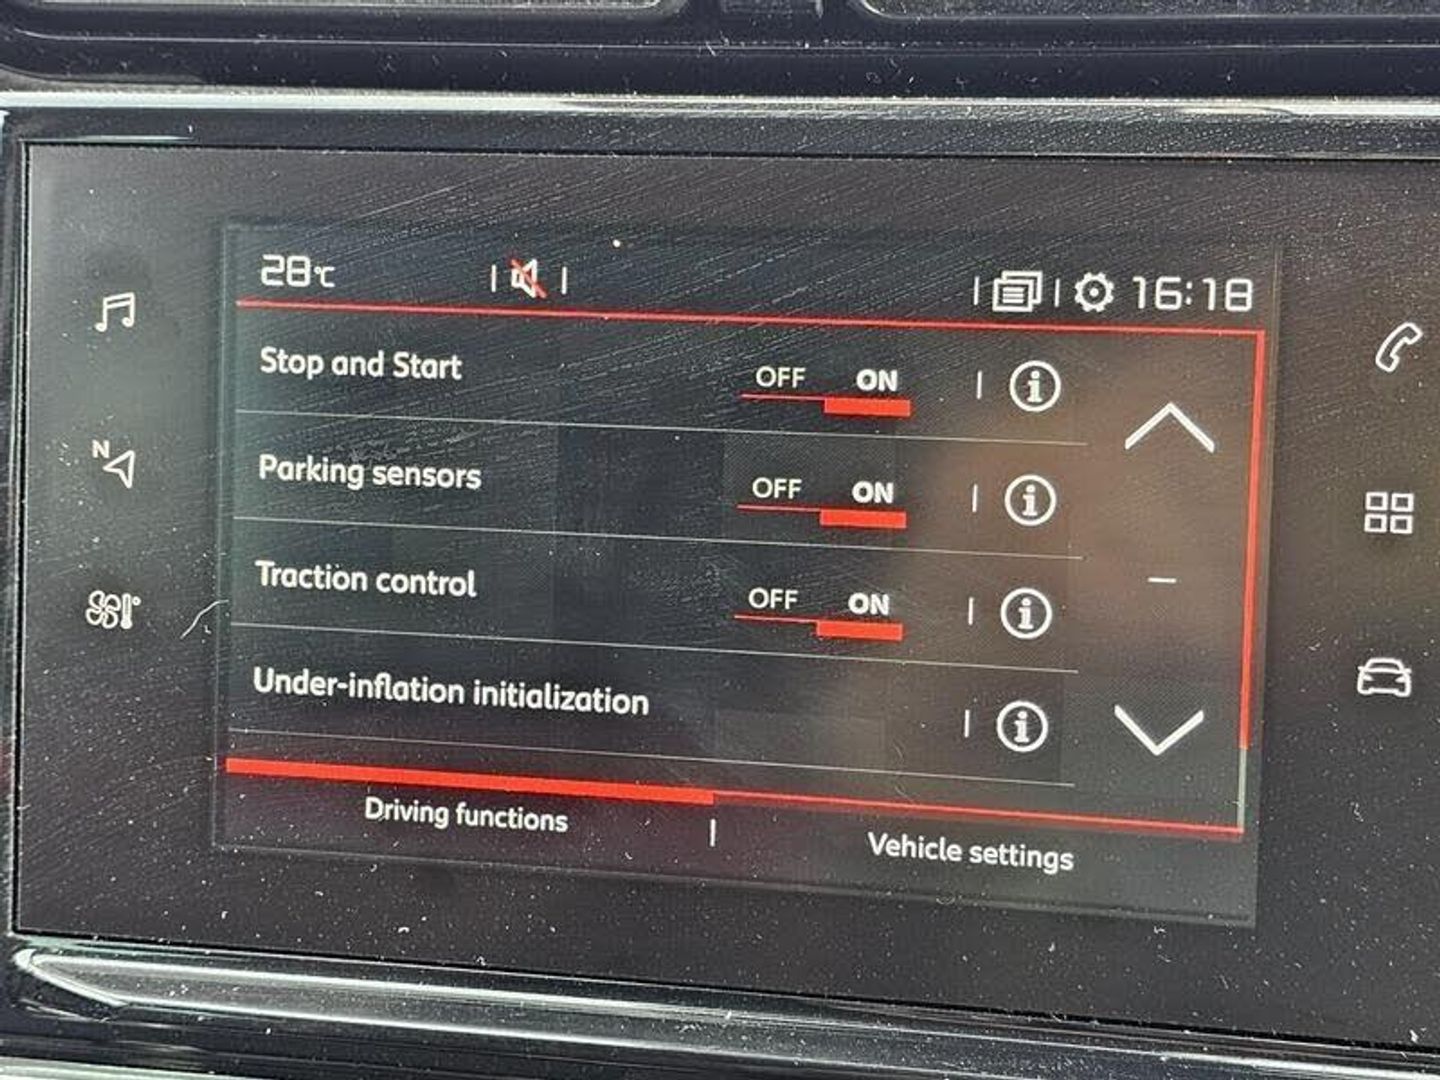 28°C
16:18
Stop and Start OFF ON
N
Parking sensors OFF ON
Traction control OFF ON
Under-inflation initialization
Driving functions
Vehicle settings